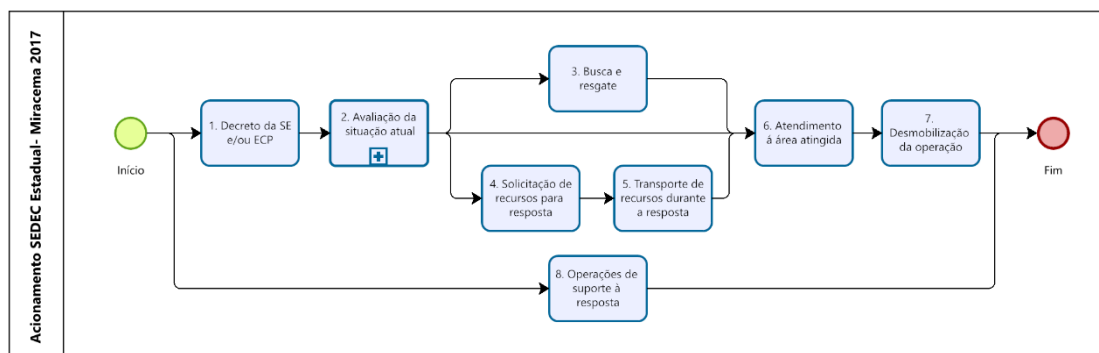 Acionamento SEDEC Estadual- Miracema 2017
Início
1. Decreto da SE
e/ou ECP
2. Avaliação da
situação atual
3. Busca e
resgate
4. Solicitação de
recursos para
resposta
5. Transporte de
recursos durante
a resposta
6. Atendimento
á área atingida
7.
Desmobilização
da operação
8. Operações de
suporte à
resposta
Fim